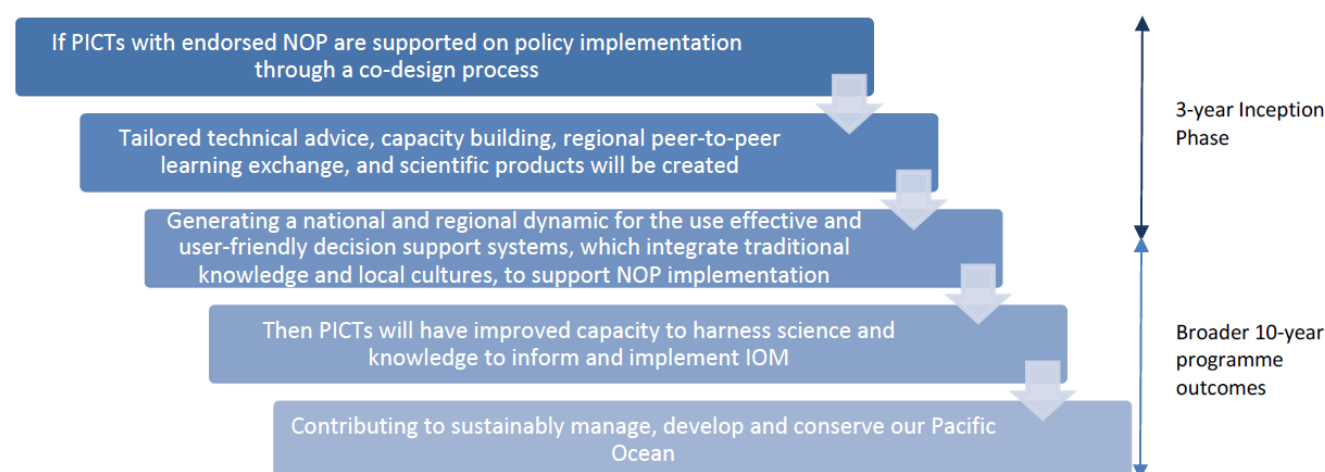 If PICTs with endorsed NOP are supported on policy implementation
through a co-design process
Tailored technical advice, capacity building, regional peer-to-peer
learning exchange, and scientific products will be created
Generating a national and regional dynamic for the use effective and
user-friendly decision support systems, which integrate traditional
knowledge and local cultures, to support NOP implementation
Then PICTs will have improved capacity to harness science and
knowledge to inform and implement IOM
Contributing to sustainably manage, develop and conserve our Pacific
Ocean
3-year Inception
Phase
Broader 10-year
programme
outcomes